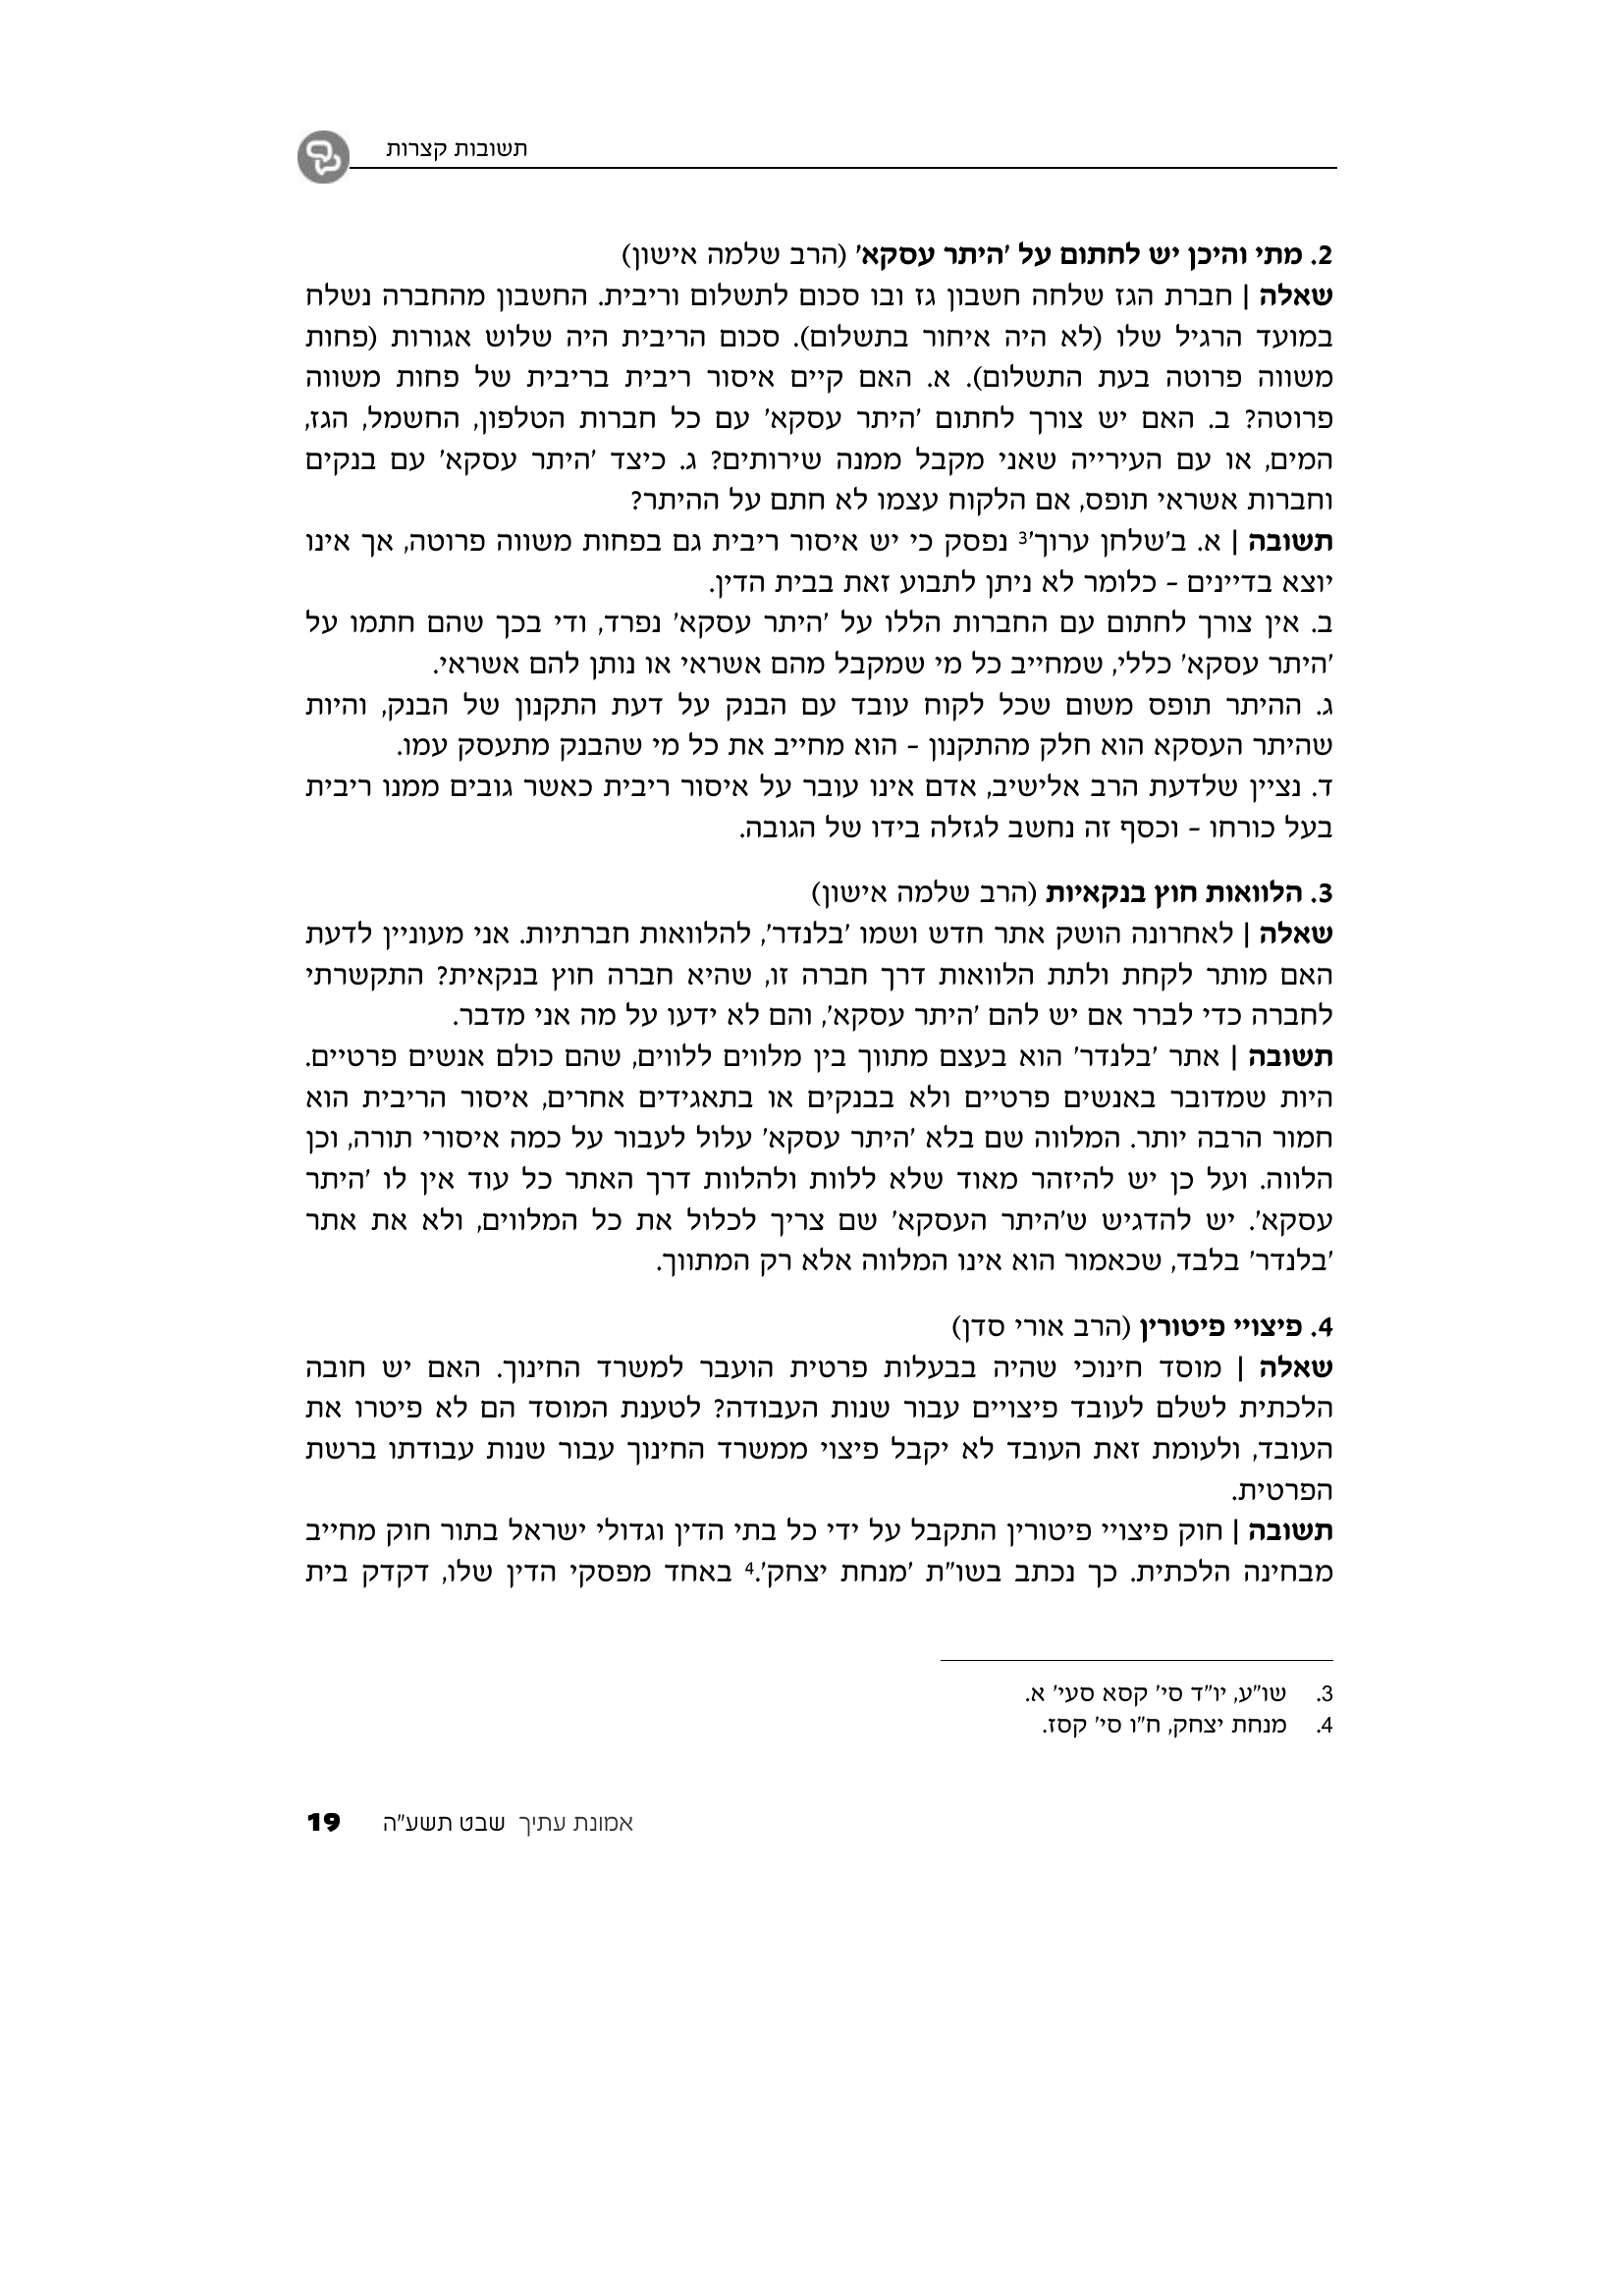 תשובות קצרות
2. מתי והיכן יש לחתום על 'היתר עסקא' (הרב שלמה אישון)
שאלה | חברת הגז שלחה חשבון גז ובו סכום לתשלום וריבית. החשבון מהחברה נשלח
במועד הרגיל שלו (לא היה איחור בתשלום). סכום הריבית היה שלוש אגורות (פחות
משווה פרוטה בעת התשלום). א. האם קיים איסור ריבית בריבית של פחות משווה
פרוטה? ב. האם יש צורך לחתום 'היתר עסקא' עם כל חברות הטלפון, החשמל, הגז,
המים, או עם העירייה שאני מקבל ממנה שירותים? ג. כיצד 'היתר עסקא' עם בנקים
וחברות אשראי תופס, אם הלקוח עצמו לא חתם על ההיתר?
תשובה | א. ב'שלחן ערוך'3 נפסק כי יש איסור ריבית גם בפחות משווה פרוטה, אך אינו
יוצא בדיינים – כלומר לא ניתן לתבוע זאת בבית הדין.
ב. אין צורך לחתום עם החברות הללו על 'היתר עסקא' נפרד, ודי בכך שהם חתמו על
'היתר עסקא' כללי, שמחייב כל מי שמקבל מהם אשראי או נותן להם אשראי.
ג. ההיתר תופס משום שכל לקוח עובד עם הבנק על דעת התקנון של הבנק, והיות
שהיתר העסקא הוא חלק מהתקנון – הוא מחייב את כל מי שהבנק מתעסק עמו.
ד. נציין שלדעת הרב אלישיב, אדם אינו עובר על איסור ריבית כאשר גובים ממנו ריבית
בעל כורחו – וכסף זה נחשב לגזלה בידו של הגובה.
3. הלוואות חוץ בנקאיות (הרב שלמה אישון)
שאלה | לאחרונה הושק אתר חדש ושמו 'בלנדר', להלוואות חברתיות. אני מעוניין לדעת
האם מותר לקחת ולתת הלוואות דרך חברה זו, שהיא חברה חוץ בנקאית? התקשרתי
לחברה כדי לברר אם יש להם 'היתר עסקא', והם לא ידעו על מה אני מדבר.
תשובה | אתר 'בלנדר' הוא בעצם מתווך בין מלווים ללווים, שהם כולם אנשים פרטיים.
היות שמדובר באנשים פרטיים ולא בבנקים או בתאגידים אחרים, איסור הריבית הוא
חמור הרבה יותר. המלווה שם בלא 'היתר עסקא' עלול לעבור על כמה איסורי תורה, וכן
הלווה. ועל כן יש להיזהר מאוד שלא ללוות ולהלוות דרך האתר כל עוד אין לו 'היתר
עסקא'. יש להדגיש ש'היתר העסקא' שם צריך לכלול את כל המלווים, ולא את אתר
'בלנדר' בלבד, שכאמור הוא אינו המלווה אלא רק המתווך.
4. פיצויי פיטורין (הרב אורי סדן)
שאלה | מוסד חינוכי שהיה בבעלות פרטית הועבר למשרד החינוך. האם יש חובה
הלכתית לשלם לעובד פיצויים עבור שנות העבודה? לטענת המוסד הם לא פיטרו את
העובד, ולעומת זאת העובד לא יקבל פיצוי ממשרד החינוך עבור שנות עבודתו ברשת
הפרטית.
תשובה | חוק פיצויי פיטורין התקבל על ידי כל בתי הדין וגדולי ישראל בתור חוק מחייב
מבחינה הלכתית. כך נכתב בשו"ת 'מנחת יצחק'.4 באחד מפסקי הדין שלו, דקדק בית
3. שו"ע, יו"ד סי' קסא סעי' א.
4. מנחת יצחק, ח"ו סי' קסז.
אמונת עתיך שבט תשע"ה 19